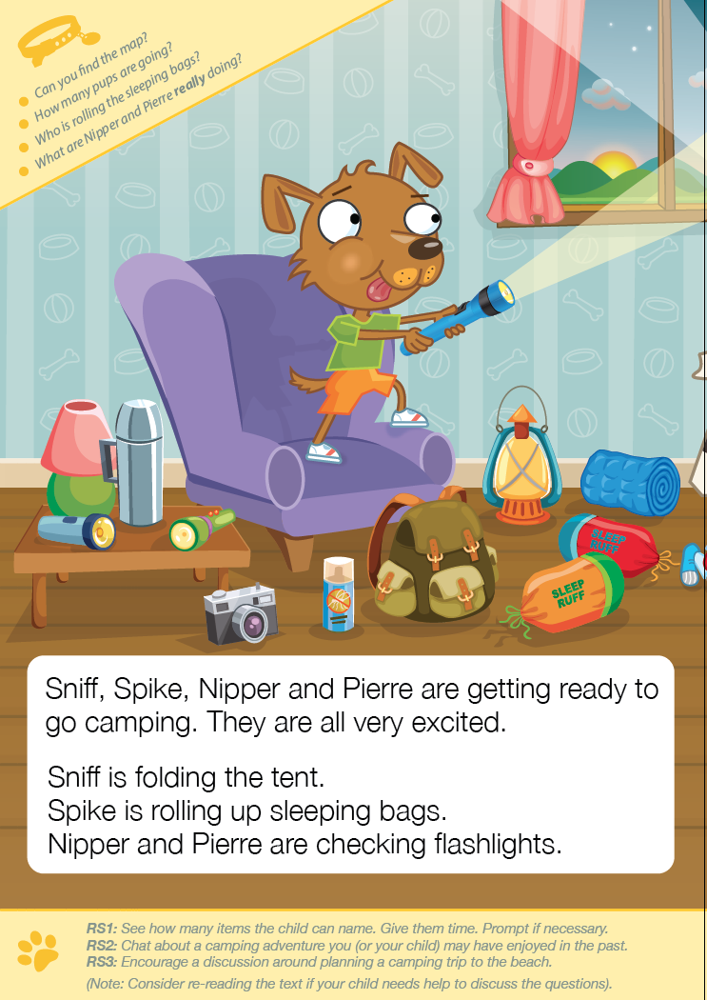 Can you find the map?
How many pups are going?
Who is rolling the sleeping bags?
What are Nipper and Pierre really doing?
SLEEP
RUFF
SLEEP
RUFF
Sniff, Spike, Nipper and Pierre are getting ready to
go camping. They are all very excited.
Sniff is folding the tent.
Spike is rolling up sleeping bags.
Nipper and Pierre are checking flashlights.
RS1: See how many items the child can name. Give them time. Prompt if necessary.
RS2: Chat about a camping adventure you (or your child) may have enjoyed in the past.
RS3: Encourage a discussion around planning a camping trip to the beach.
(Note: Consider re-reading the text if your child needs help to discuss the questions).